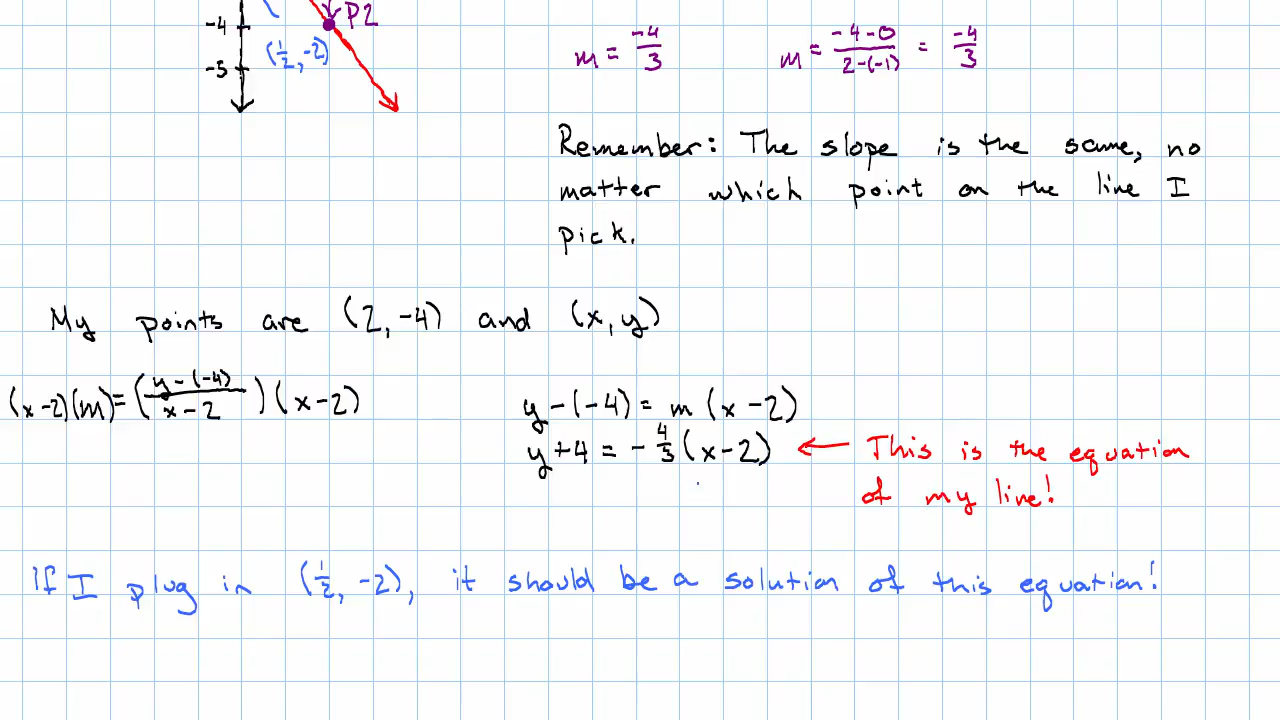 -4 P2
(1/2, -2)
-5
m = -4/3 m = (-4-0)/(2-(-1)) = -4/3
Remember: The slope is the same, no
matter which point on the line I
pick.
My points are (2, -4) and (x, y)
(x-2)(m) = ((y-(-4))/(x-2))(x-2) y-(-4) = m(x-2)
y+4 = -4/3(x-2) ← This is the equation
of my line!
If I plug in (1/2, -2), it should be a solution of this equation!